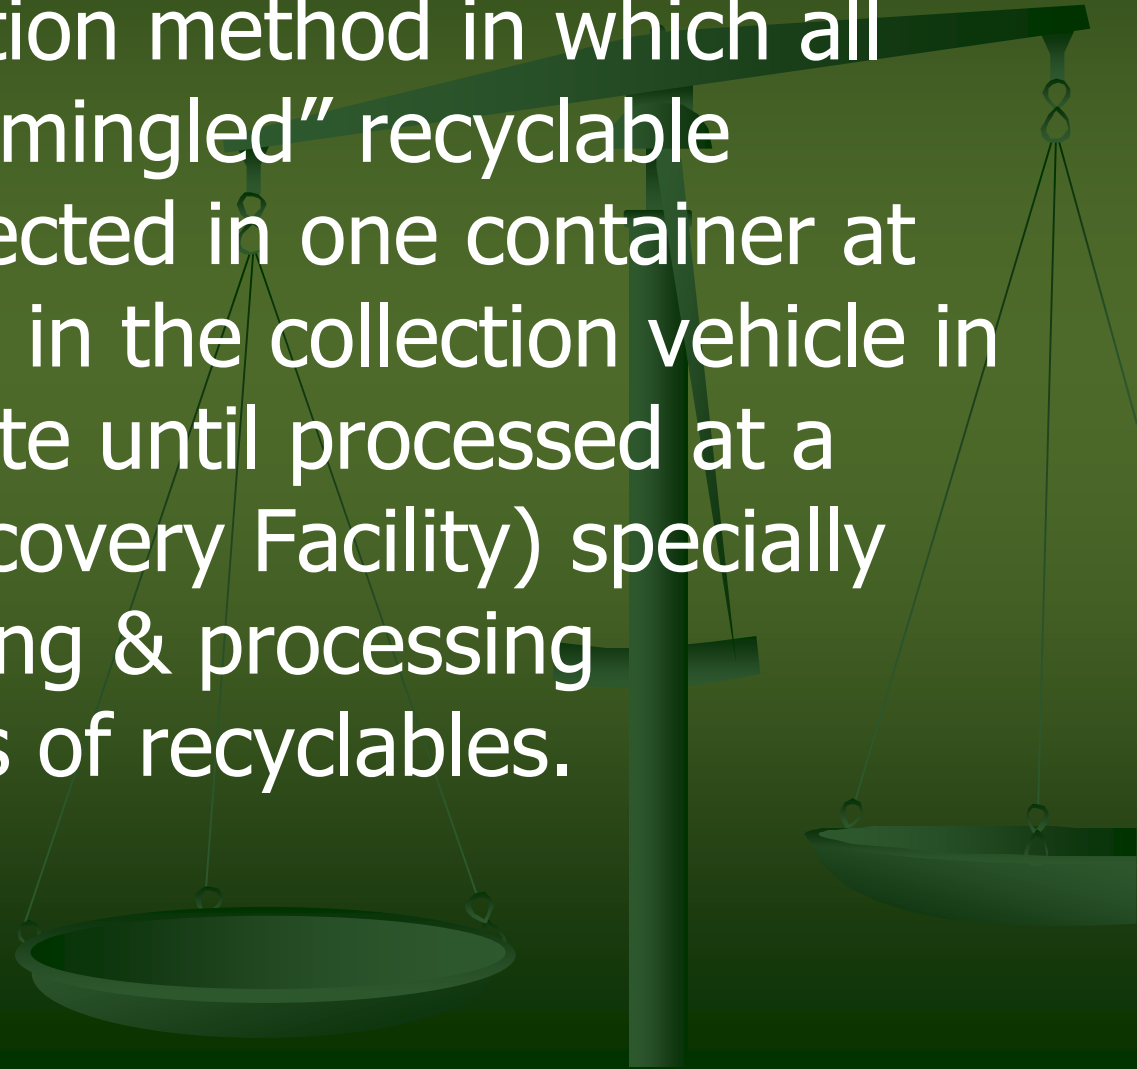 tion method in which all
mingled” recyclable
ected in one container at
in the collection vehicle in
te until processed at a
covery Facility) specially
ng & processing
s of recyclables.